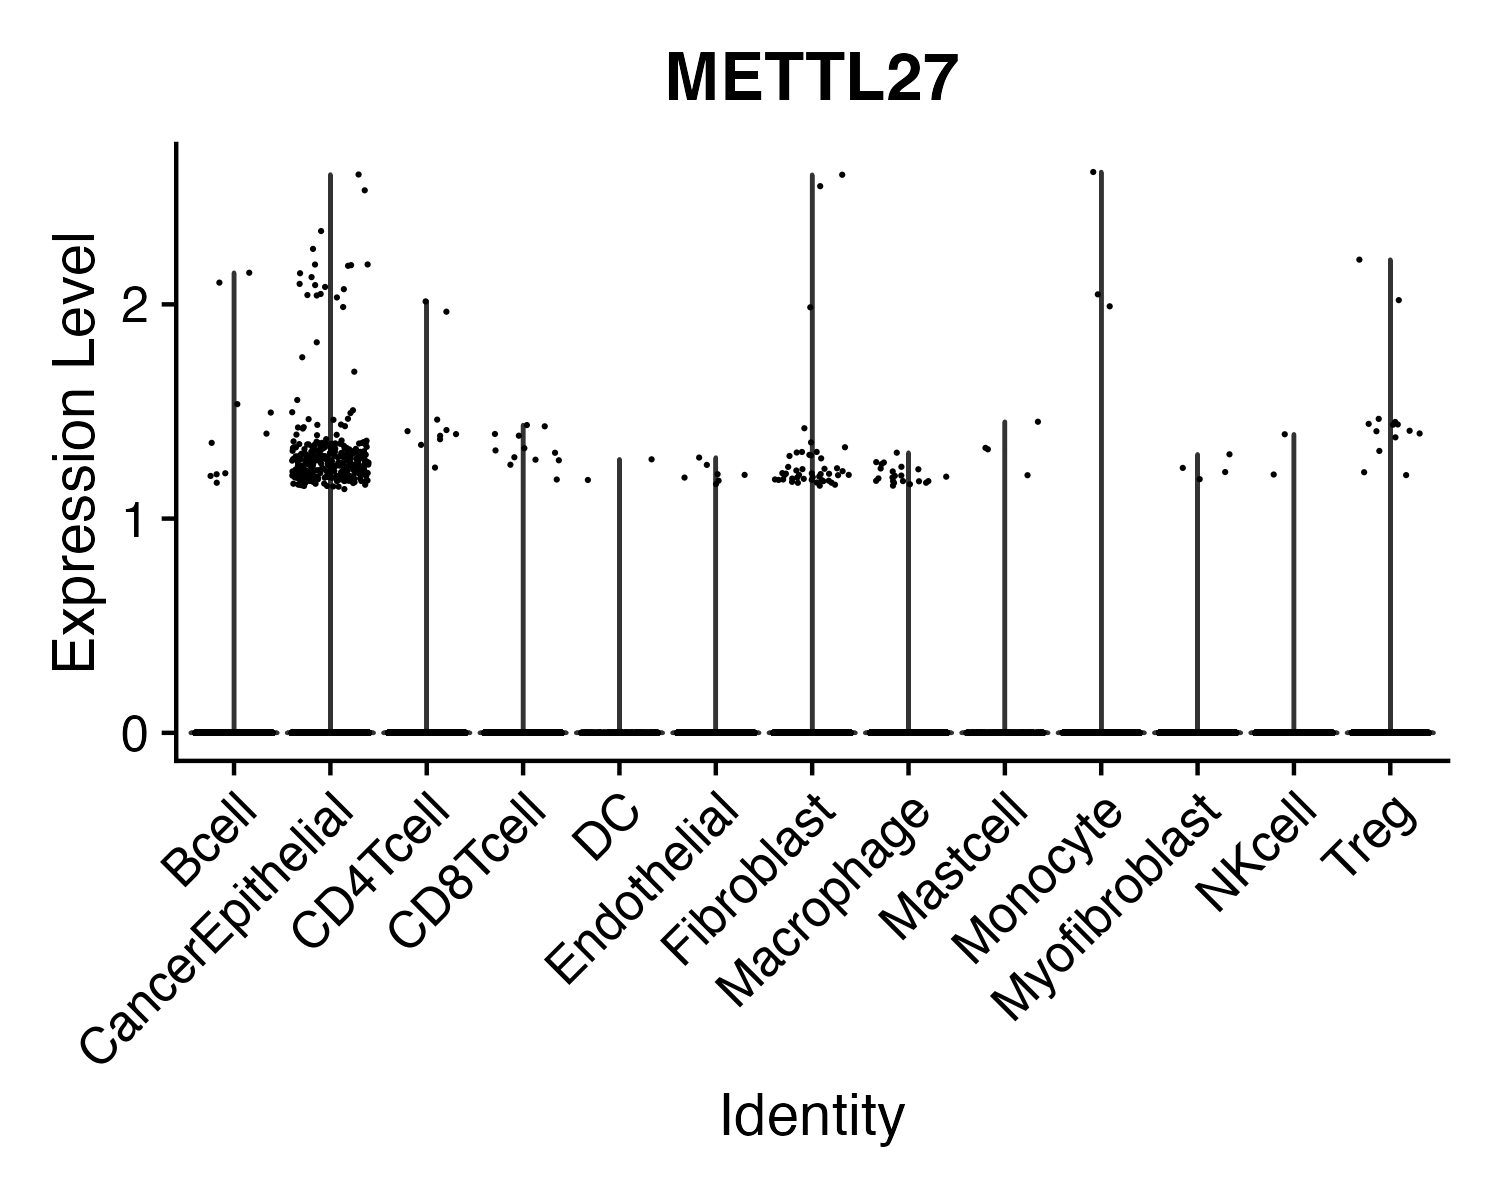 METTL27
Expression Level
2
1
0
Bcell
CancerEpithelial
CD4Tcell
CD8Tcell
DC
Endothelial
Fibroblast
Macrophage
Mastcell
Monocyte
Myofibroblast
NKcell
Treg
Identity